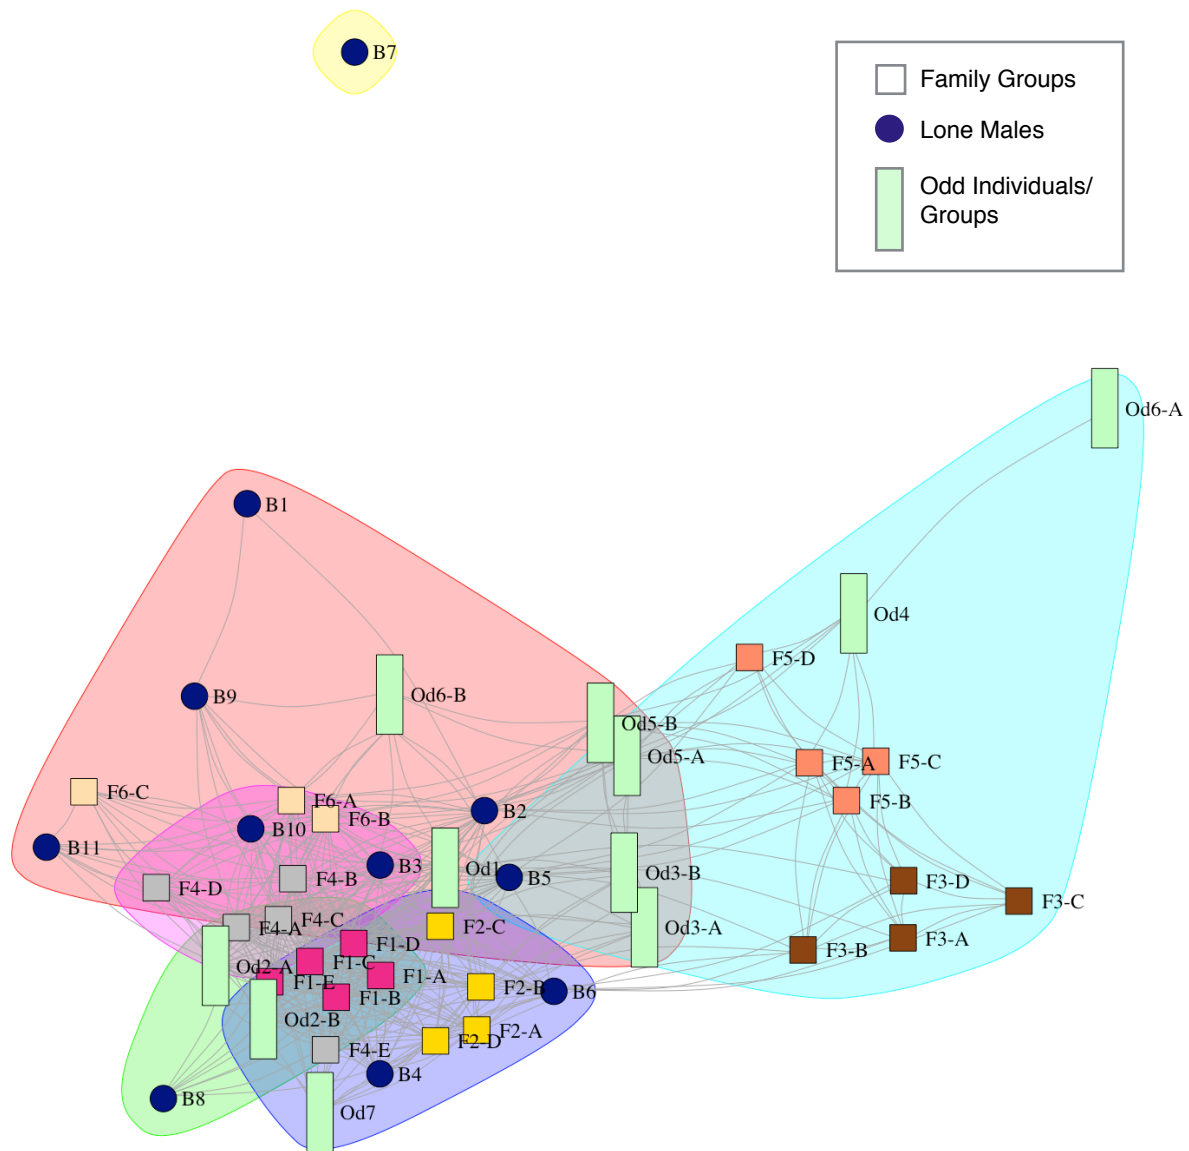 B7
Family Groups
Lone Males
Odd Individuals/
Groups
Od6-A
B1
Od4
F5-D
B9
Od6-B
Od5-B
Od5-A
F5-A
F5-C
F6-C
F6-A
F5-B
B2
F6-B
B10
B11
B3
Od1
B5
Od3-B
F4-D
F4-B
F3-D
F3-C
F4-A
F4-C
F2-C
Od3-A
F3-A
F1-D
F3-B
Od2-A
F1-C
F1-E
F1-A
F2-B
B6
F1-B
Od2-B
F2-A
F2-D
F4-E
B4
B8
Od7